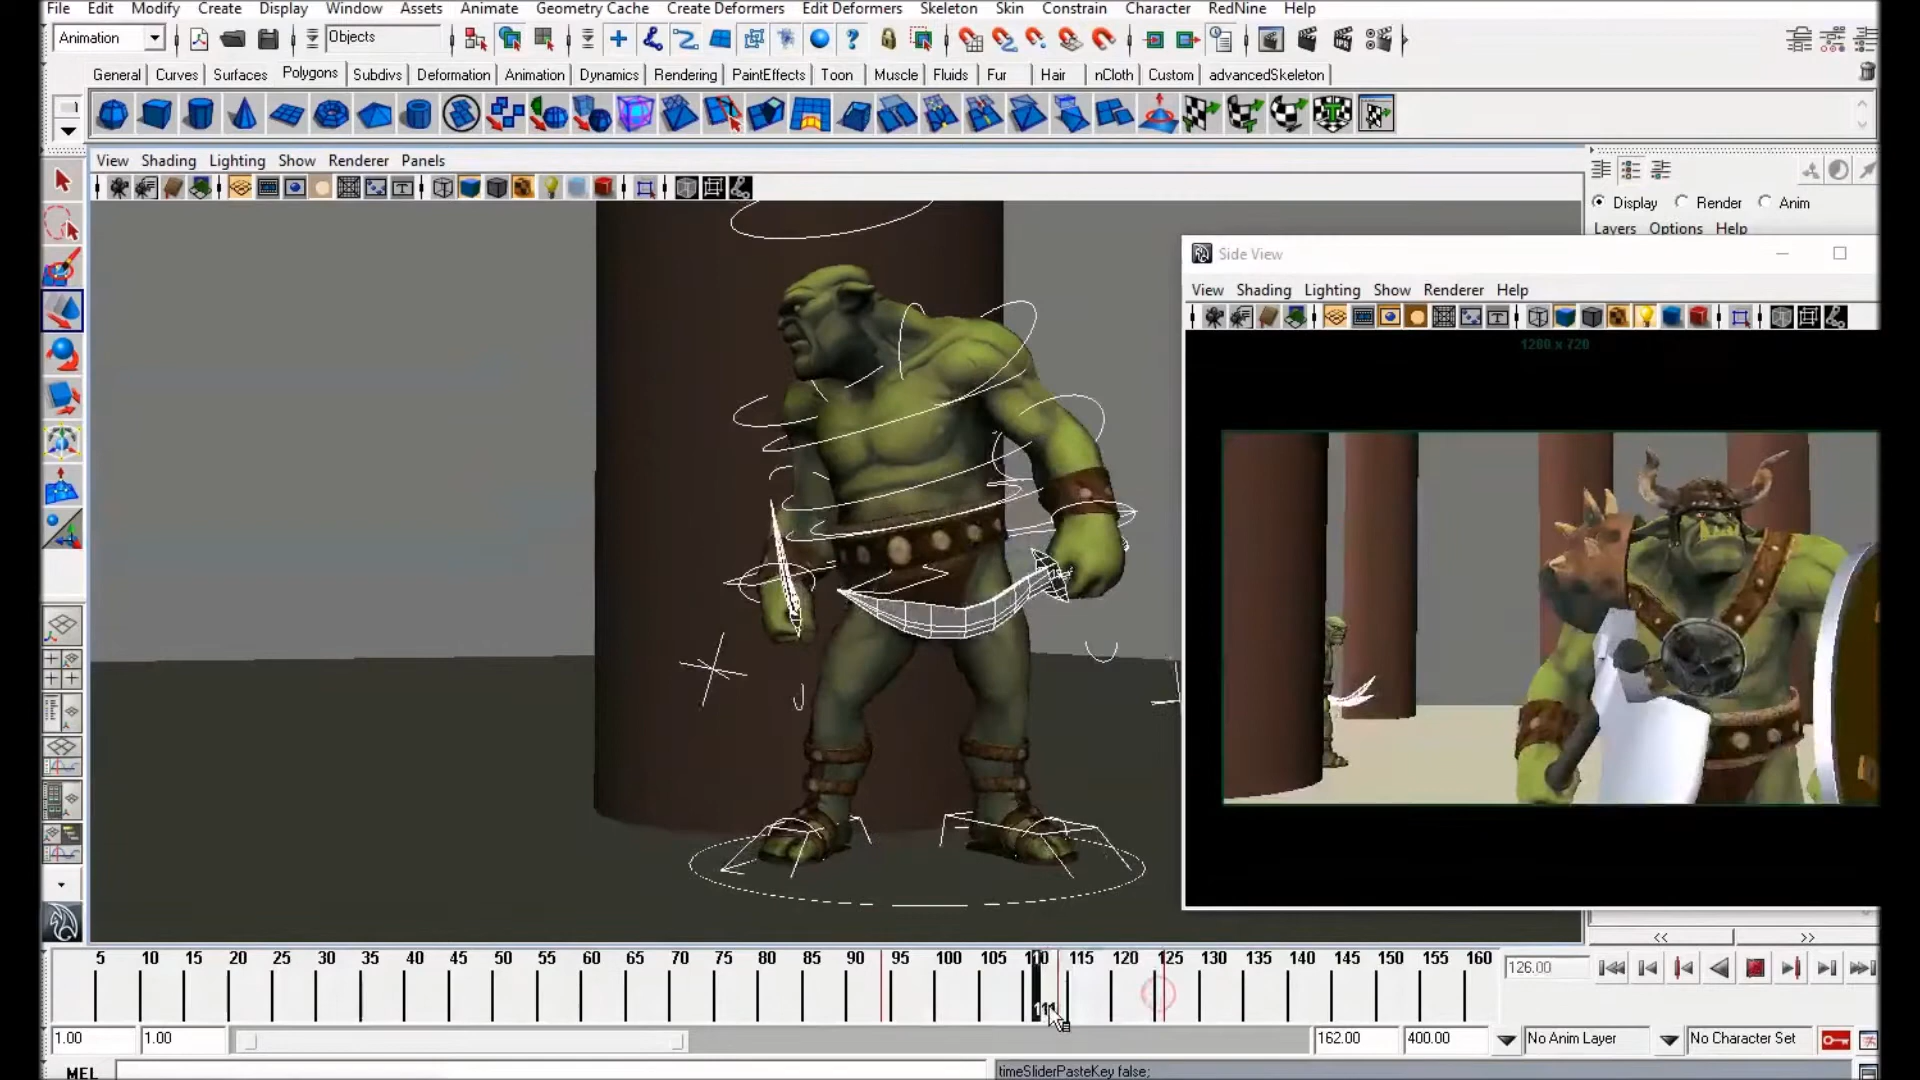 File Edit Modify Create Display Window Assets Animate Geometry Cache Create Deformers Edit Deformers Skeleton Skin Constrain Character RedNine Help
Animation Objects
General Curves Surfaces Polygons Subdivs Deformation Animation Dynamics Rendering PaintEffects Toon Muscle Fluids Fur Hair nCloth Custom advancedSkeleton
View Shading Lighting Show Renderer Panels
Display Render Anim
Layers Options Help
Side View
View Shading Lighting Show Renderer Help
1280 x 720
5 10 15 20 25 30 35 40 45 50 55 60 65 70 75 80 85 90 95 100 105 110 115 120 125 130 135 140 145 150 155 160
126.00
111
1.00 1.00 162.00 400.00 No Anim Layer No Character Set
MEL timeSliderPasteKey false;